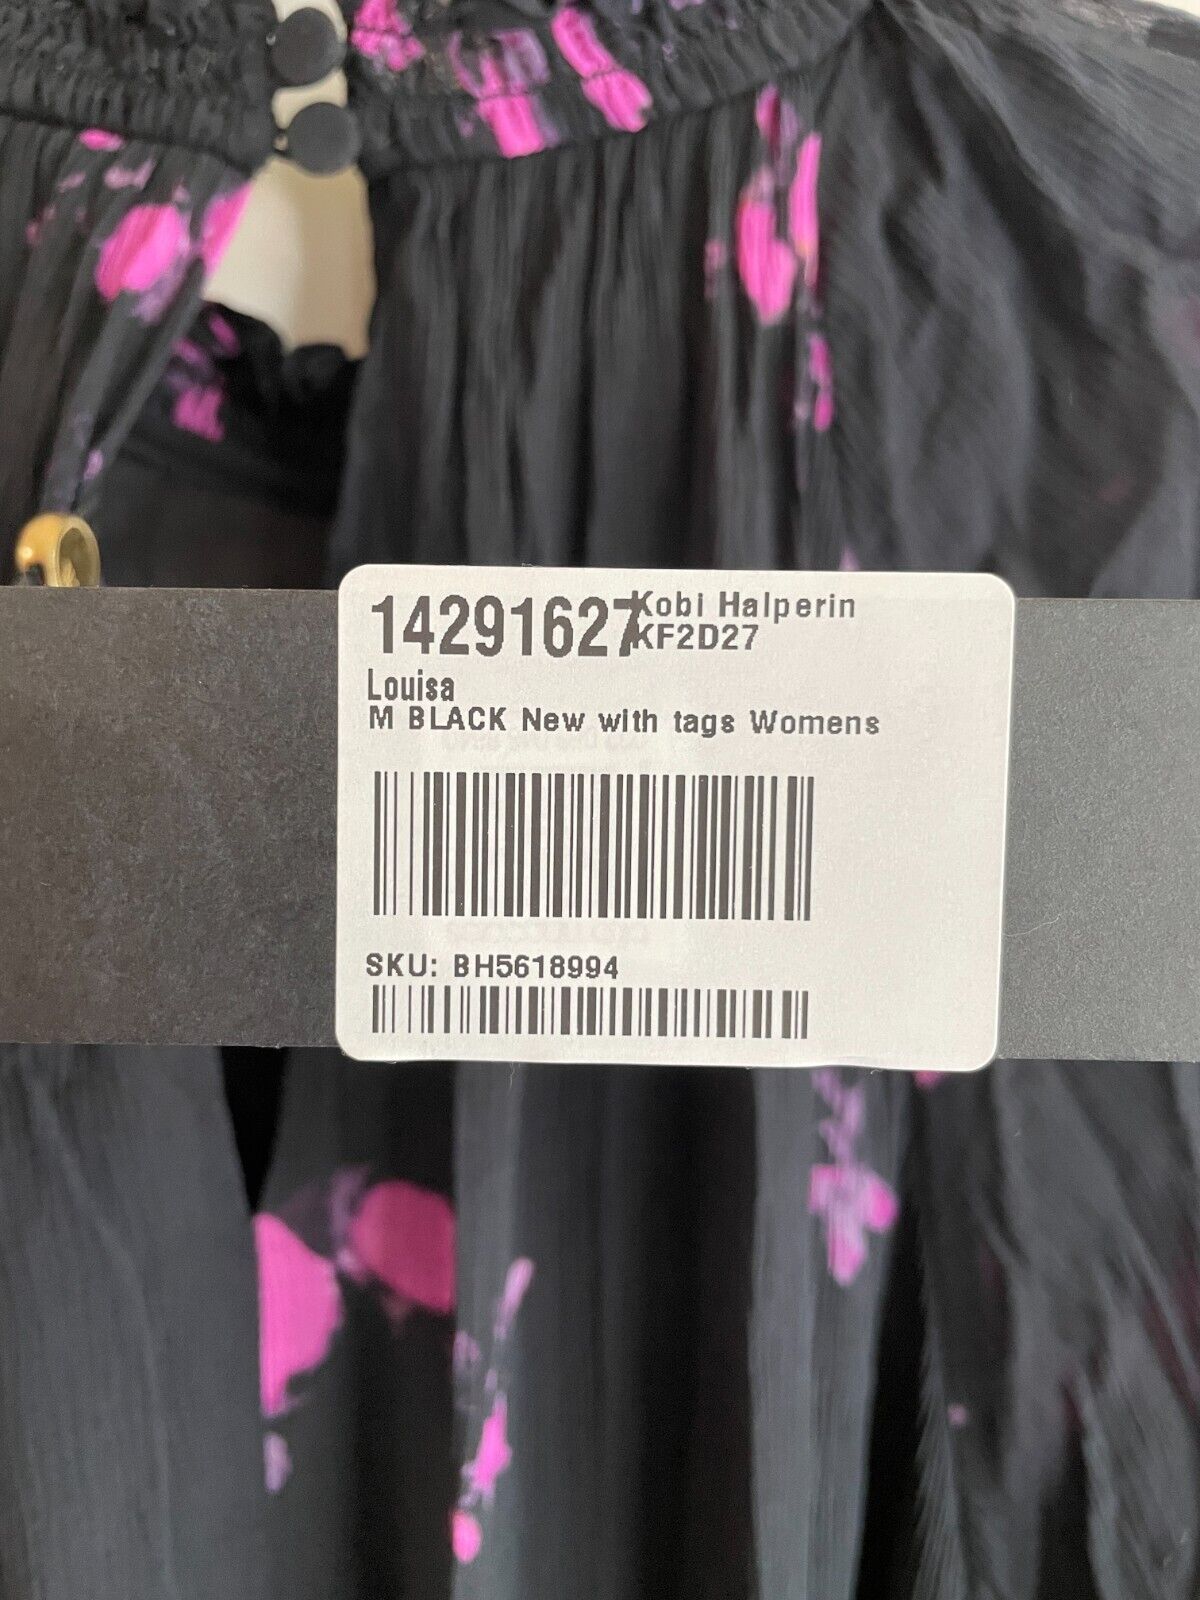 14291627 Kobi Halperin
KF2D27
Louisa
M BLACK New with tags Womens
SKU: BH5618994